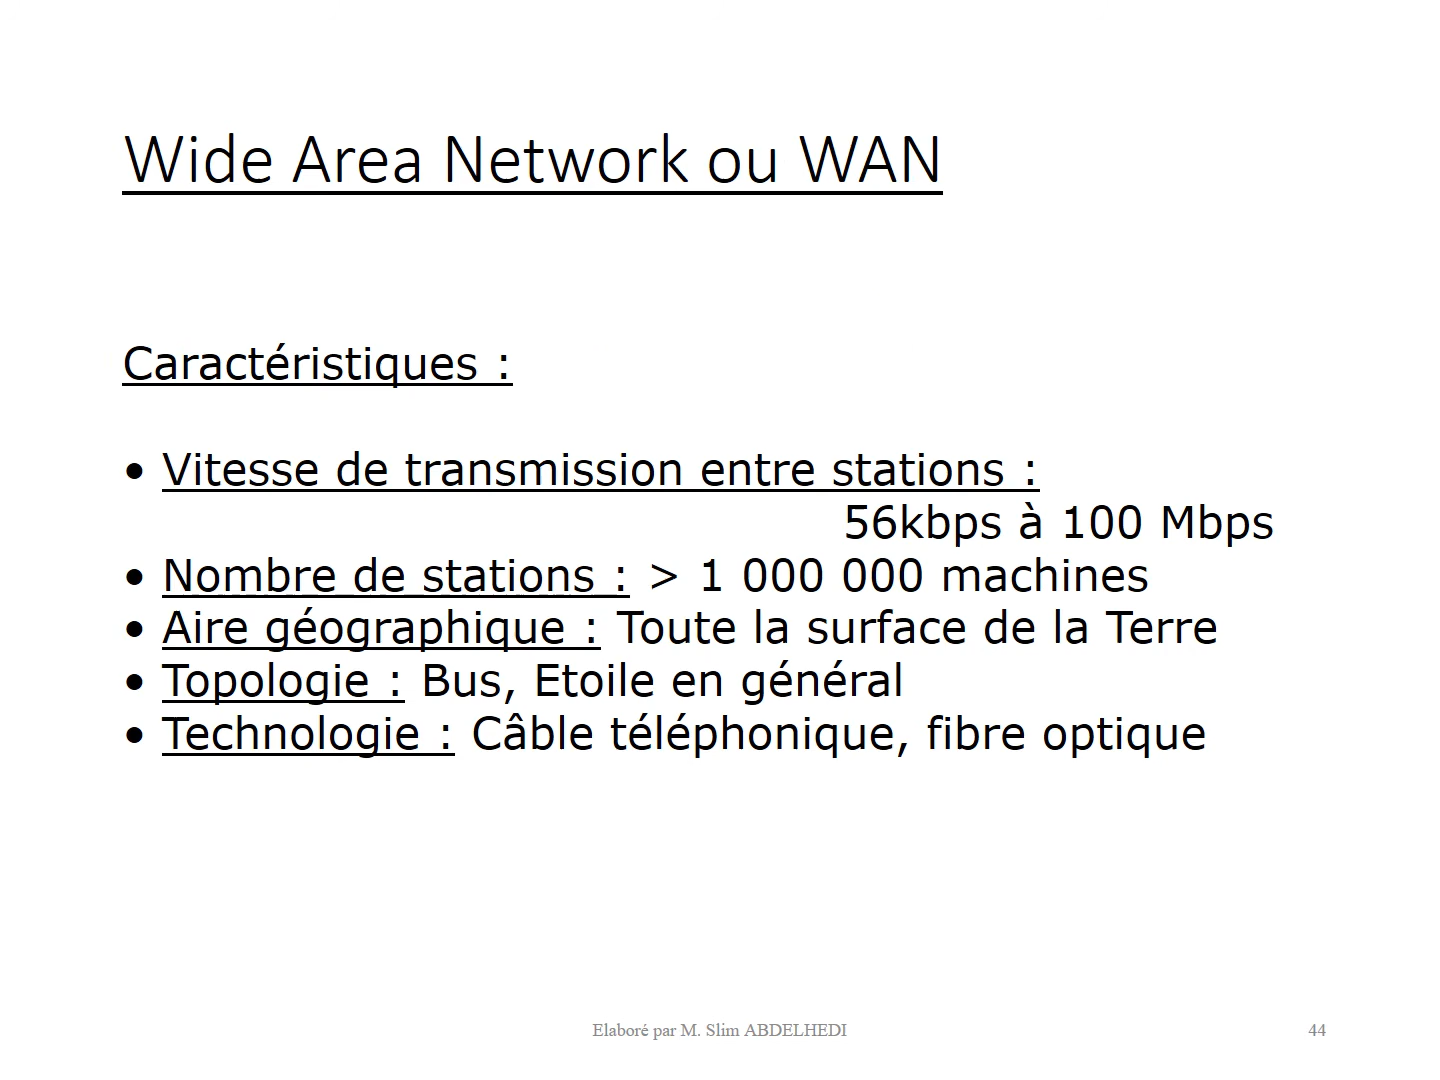 Wide Area Network ou WAN
Caractéristiques :
• Vitesse de transmission entre stations :
56kbps à 100 Mbps
• Nombre de stations : > 1 000 000 machines
• Aire géographique : Toute la surface de la Terre
• Topologie : Bus, Etoile en général
• Technologie : Câble téléphonique, fibre optique
Elaboré par M. Slim ABDELHEDI
44